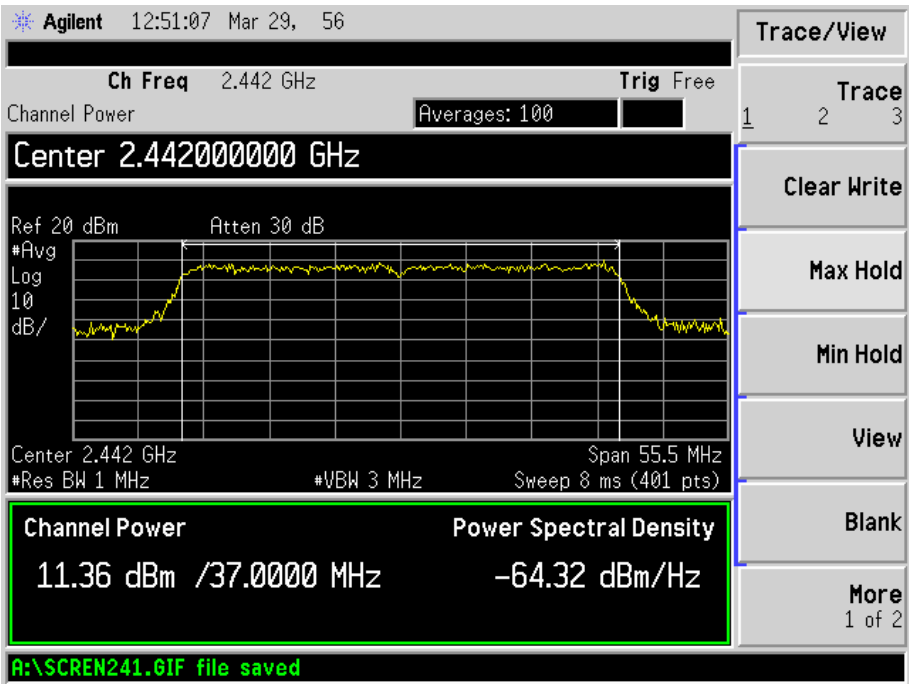 Agilent 12:51:07 Mar 29, 56
Trace/View
Ch Freq 2.442 GHz Trig Free
Channel Power Averages: 100
Center 2.442000000 GHz
Ref 20 dBm Atten 30 dB
#Avg
Log
10
dB/
Center 2.442 GHz Span 55.5 MHz
#Res BW 1 MHz #VBW 3 MHz Sweep 8 ms (401 pts)
Channel Power Power Spectral Density
11.36 dBm /37.0000 MHz -64.32 dBm/Hz
A:\SCREN241.GIF file saved
Trace
1 2 3
Clear Write
Max Hold
Min Hold
View
Blank
More
1 of 2